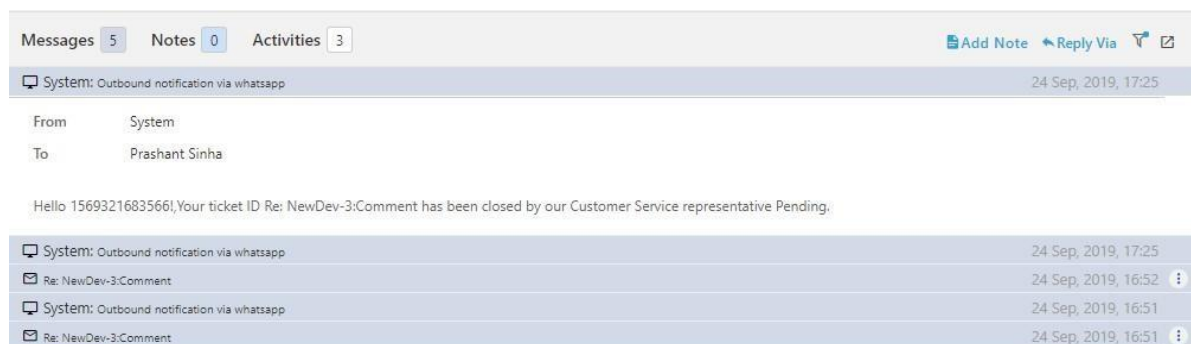 Messages 5 Notes 0 Activities 3 Add Note Reply Via
System: Outbound notification via whatsapp 24 Sep, 2019, 17:25
From System
To Prashant Sinha
Hello 1569321683566!,Your ticket ID Re: NewDev-3:Comment has been closed by our Customer Service representative Pending.
System: Outbound notification via whatsapp 24 Sep, 2019, 17:25
Re: NewDev-3:Comment 24 Sep, 2019, 16:52
System: Outbound notification via whatsapp 24 Sep, 2019, 16:51
Re: NewDev-3:Comment 24 Sep, 2019, 16:51